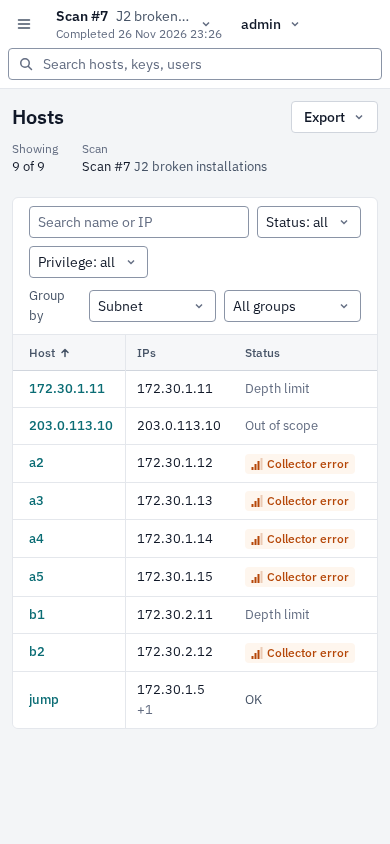 Scan #7 J2 broken...
Completed 26 Nov 2026 23:26
admin
Search hosts, keys, users
Hosts
Export
Showing
9 of 9
Scan
Scan #7 J2 broken installations
Search name or IP
Status: all
Privilege: all
Group by
Subnet
All groups
Host ↑ IPs Status
172.30.1.11 172.30.1.11 Depth limit
203.0.113.10 203.0.113.10 Out of scope
a2 172.30.1.12 Collector error
a3 172.30.1.13 Collector error
a4 172.30.1.14 Collector error
a5 172.30.1.15 Collector error
b1 172.30.2.11 Depth limit
b2 172.30.2.12 Collector error
jump 172.30.1.5 +1 OK